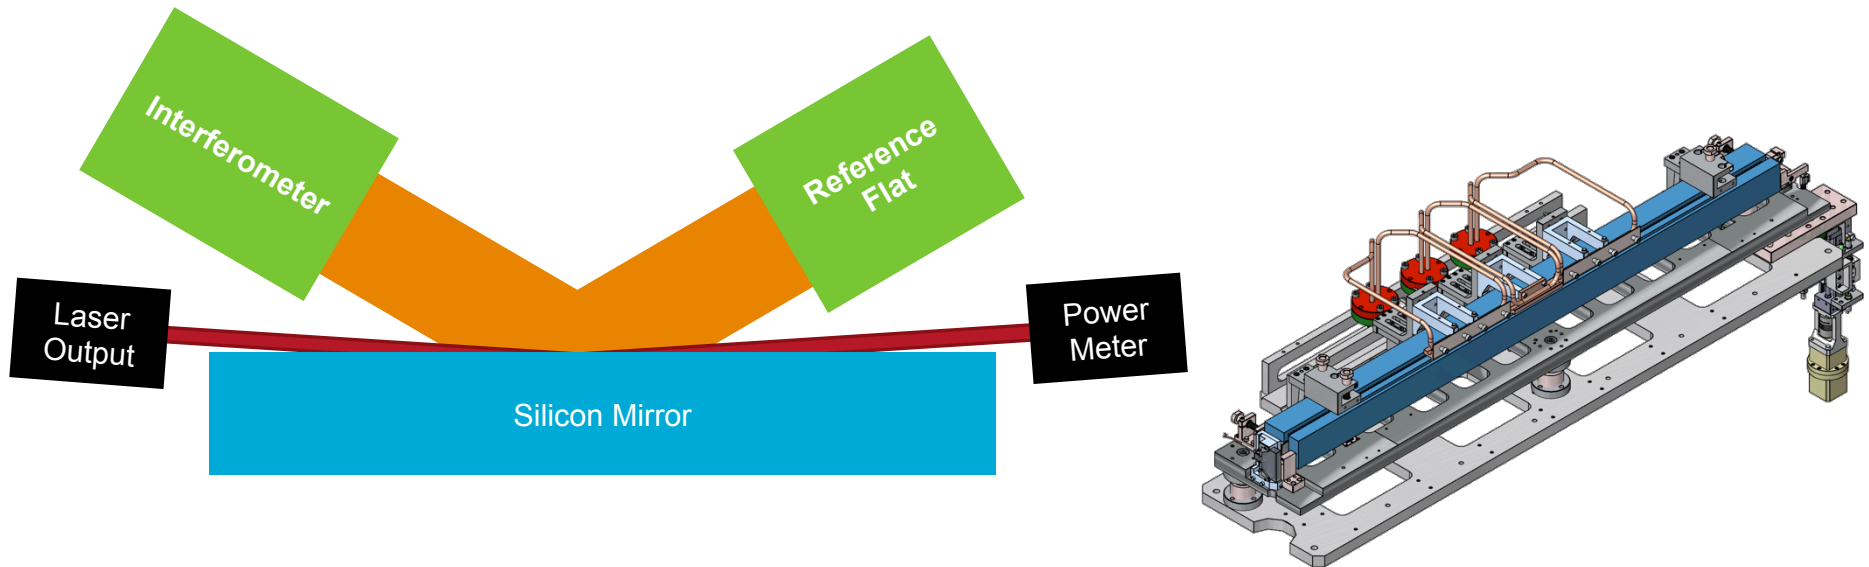 Interferometer
Reference
Flat
Laser
Output
Power
Meter
Silicon Mirror